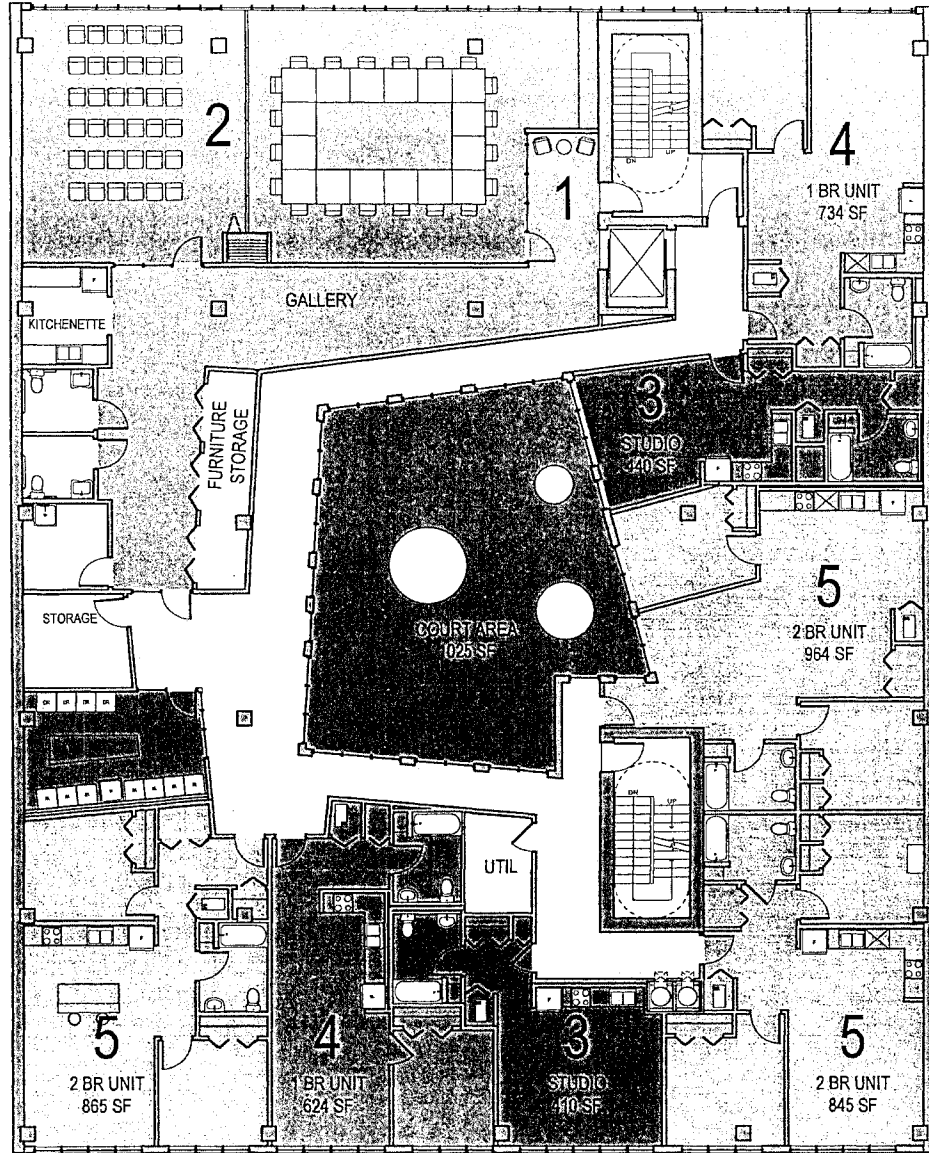 2
1
4
1 BR UNIT
734 SF
DN
UP
GALLERY
KITCHENETTE
FURNITURE
STORAGE
3
STUDIO
440 SF
5
2 BR UNIT
964 SF
COURT AREA
1025 SF
STORAGE
UP
UTIL
5
2 BR UNIT
865 SF
4
1 BR UNIT
624 SF
3
STUDIO
410 SF
5
2 BR UNIT
845 SF